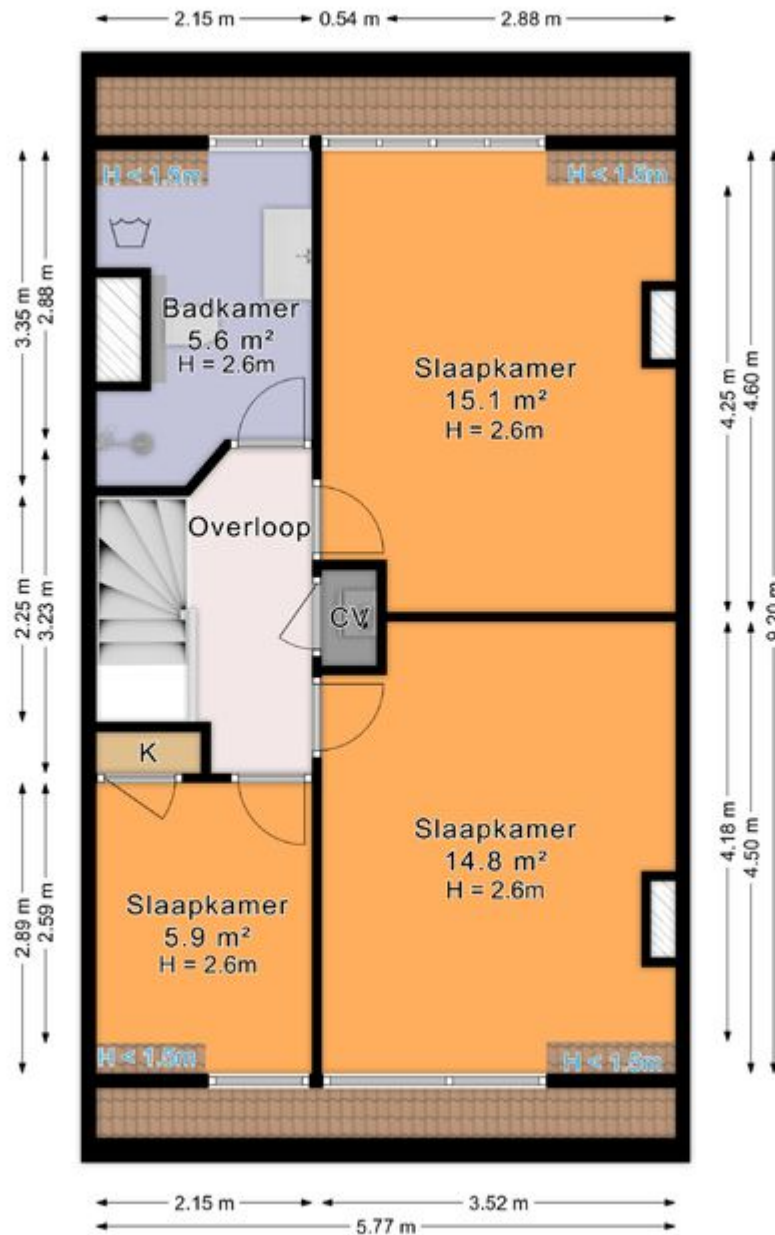 2.15 m 0.54 m 2.88 m
H < 1.5m
H < 1.5m
Badkamer
5.6 m²
H = 2.6m
Slaapkamer
15.1 m²
H = 2.6m
3.35 m
2.88 m
4.25 m
4.60 m
9.20 m
Overloop
2.25 m
3.23 m
CV
K
Slaapkamer
14.8 m²
H = 2.6m
Slaapkamer
5.9 m²
H = 2.6m
2.89 m
2.59 m
4.18 m
4.50 m
H < 1.5m
H < 1.5m
2.15 m 3.52 m
5.77 m